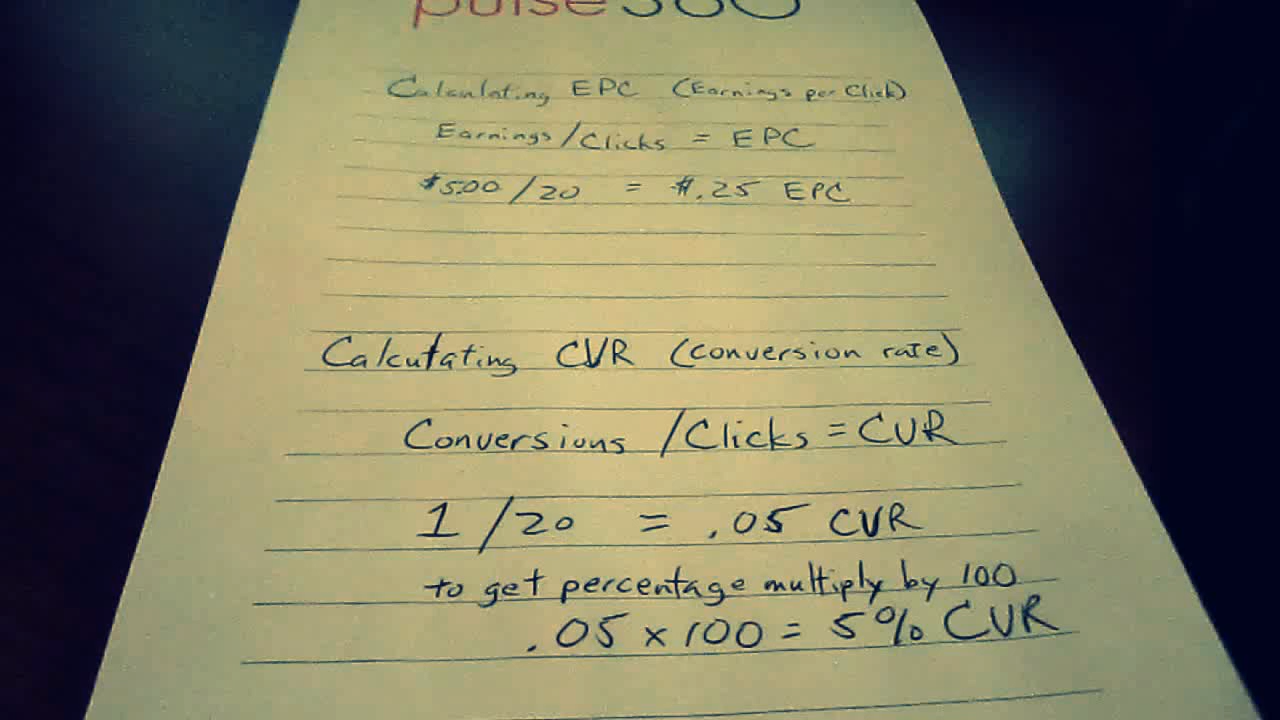 pulse360
Calculating EPC (Earnings per Click)
Earnings/Clicks = EPC
$5.00/20 = $.25 EPC
Calculating CVR (conversion rate)
Conversions/Clicks = CVR
1/20 = .05 CVR
to get percentage multiply by 100
.05 x 100 = 5% CVR